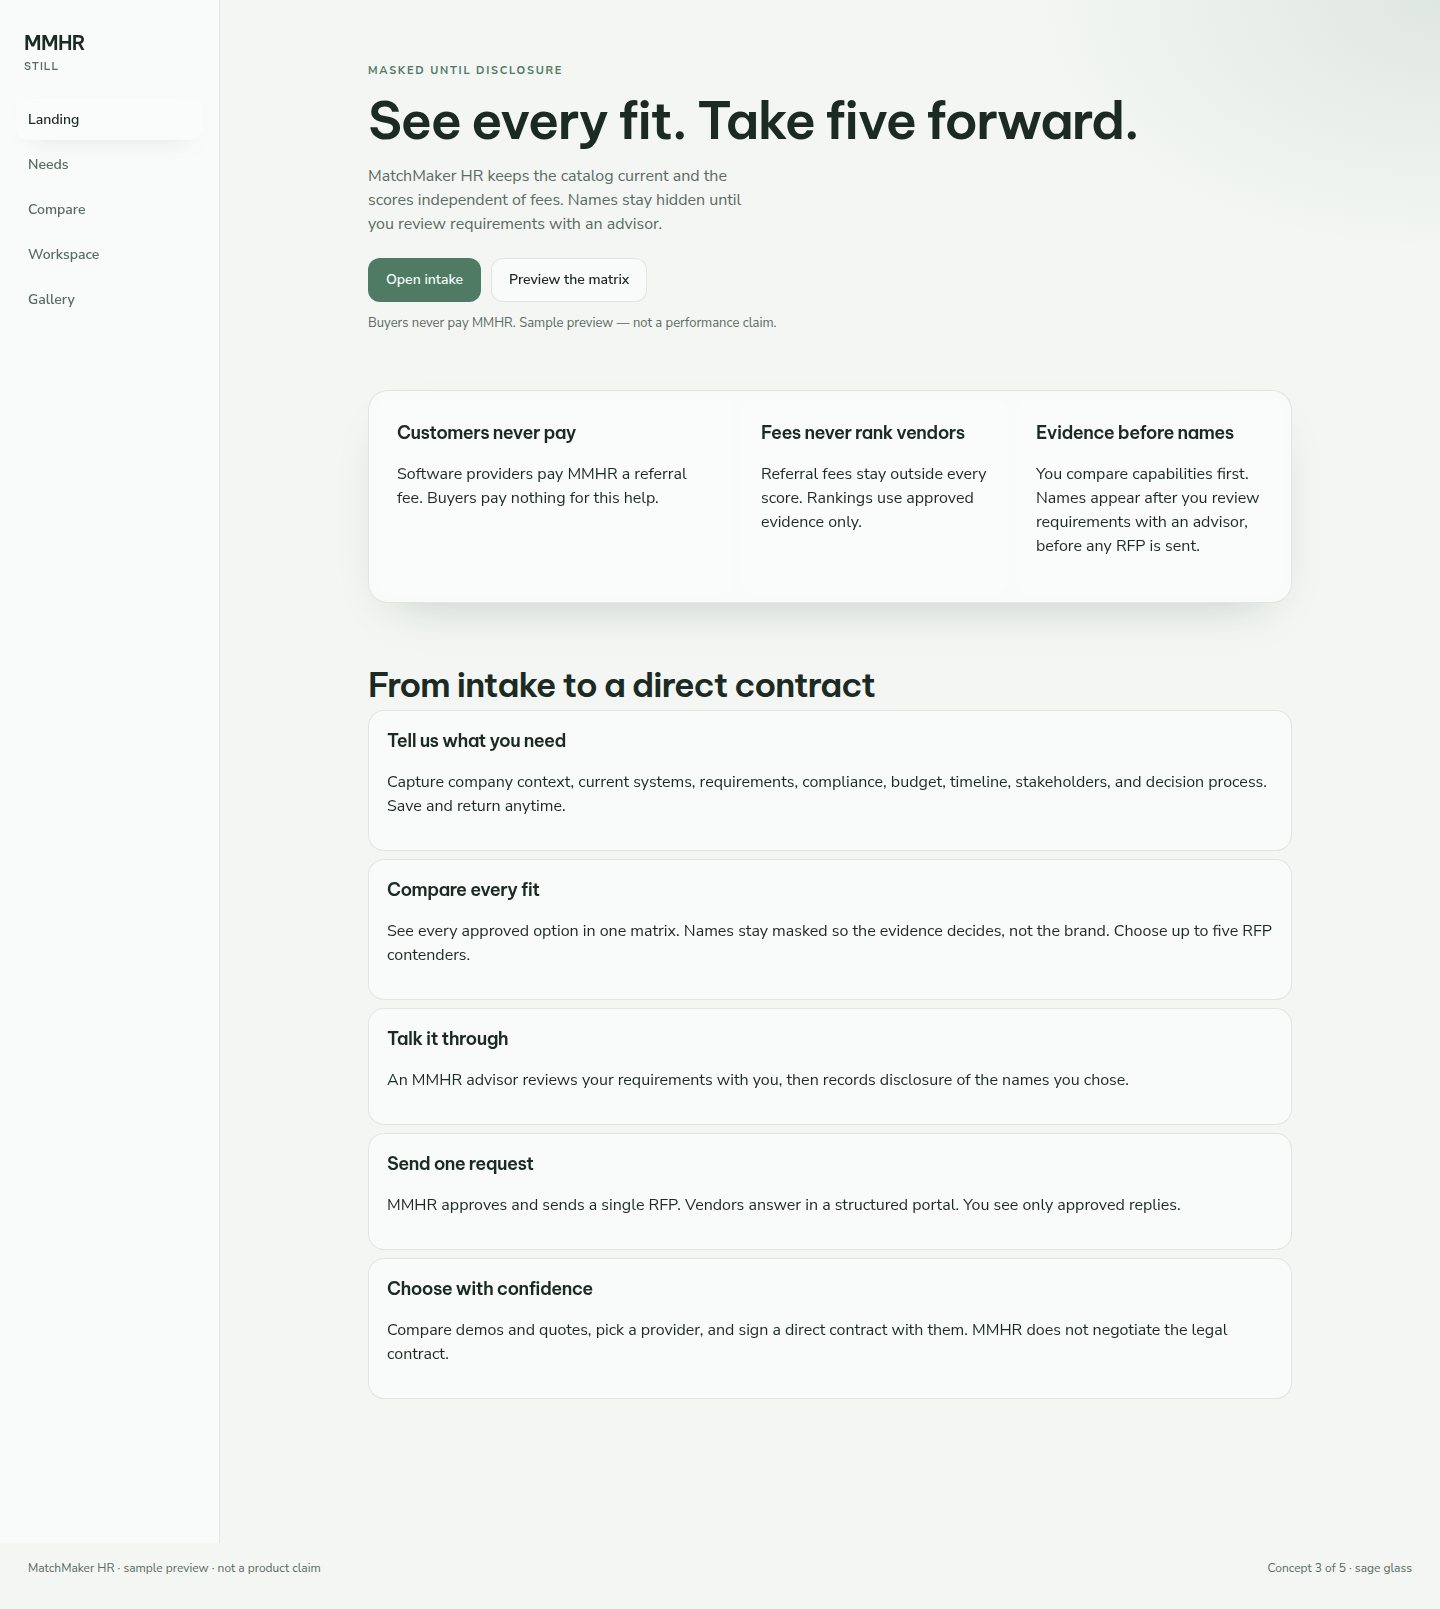 MMHR
STILL
Landing
Needs
Compare
Workspace
Gallery
MASKED UNTIL DISCLOSURE
See every fit. Take five forward.
MatchMaker HR keeps the catalog current and the
scores independent of fees. Names stay hidden until
you review requirements with an advisor.
Open intake
Preview the matrix
Buyers never pay MMHR. Sample preview — not a performance claim.
Customers never pay
Software providers pay MMHR a referral
fee. Buyers pay nothing for this help.
Fees never rank vendors
Referral fees stay outside every
score. Rankings use approved
evidence only.
Evidence before names
You compare capabilities first.
Names appear after you review
requirements with an advisor,
before any RFP is sent.
From intake to a direct contract
Tell us what you need
Capture company context, current systems, requirements, compliance, budget, timeline, stakeholders, and decision process.
Save and return anytime.
Compare every fit
See every approved option in one matrix. Names stay masked so the evidence decides, not the brand. Choose up to five RFP
contenders.
Talk it through
An MMHR advisor reviews your requirements with you, then records disclosure of the names you chose.
Send one request
MMHR approves and sends a single RFP. Vendors answer in a structured portal. You see only approved replies.
Choose with confidence
Compare demos and quotes, pick a provider, and sign a direct contract with them. MMHR does not negotiate the legal
contract.
MatchMaker HR · sample preview · not a product claim
Concept 3 of 5 · sage glass